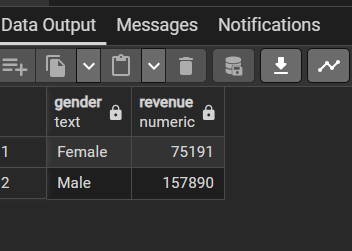 Data Output Messages Notifications
gender revenue
text numeric
1 Female 75191
2 Male 157890